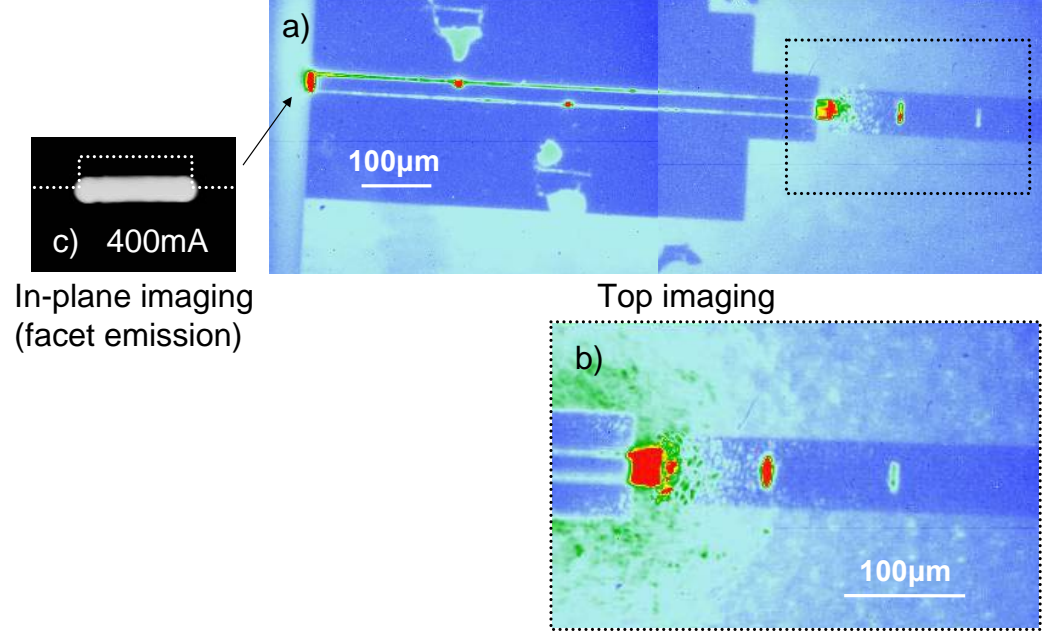 a)
100µm
c) 400mA
In-plane imaging
(facet emission)
Top imaging
b)
100µm